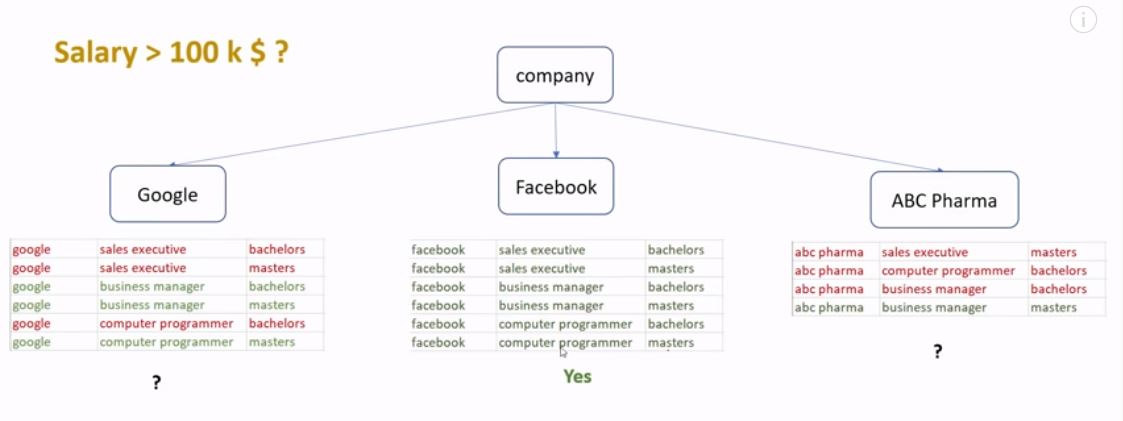 Salary > 100 k $ ?
company
Google
Facebook
ABC Pharma
google sales executive bachelors
google sales executive masters
google business manager bachelors
google business manager masters
google computer programmer bachelors
google computer programmer masters
?
facebook sales executive bachelors
facebook sales executive masters
facebook business manager bachelors
facebook business manager masters
facebook computer programmer bachelors
facebook computer programmer masters
Yes
abc pharma sales executive masters
abc pharma computer programmer bachelors
abc pharma business manager bachelors
abc pharma business manager masters
?